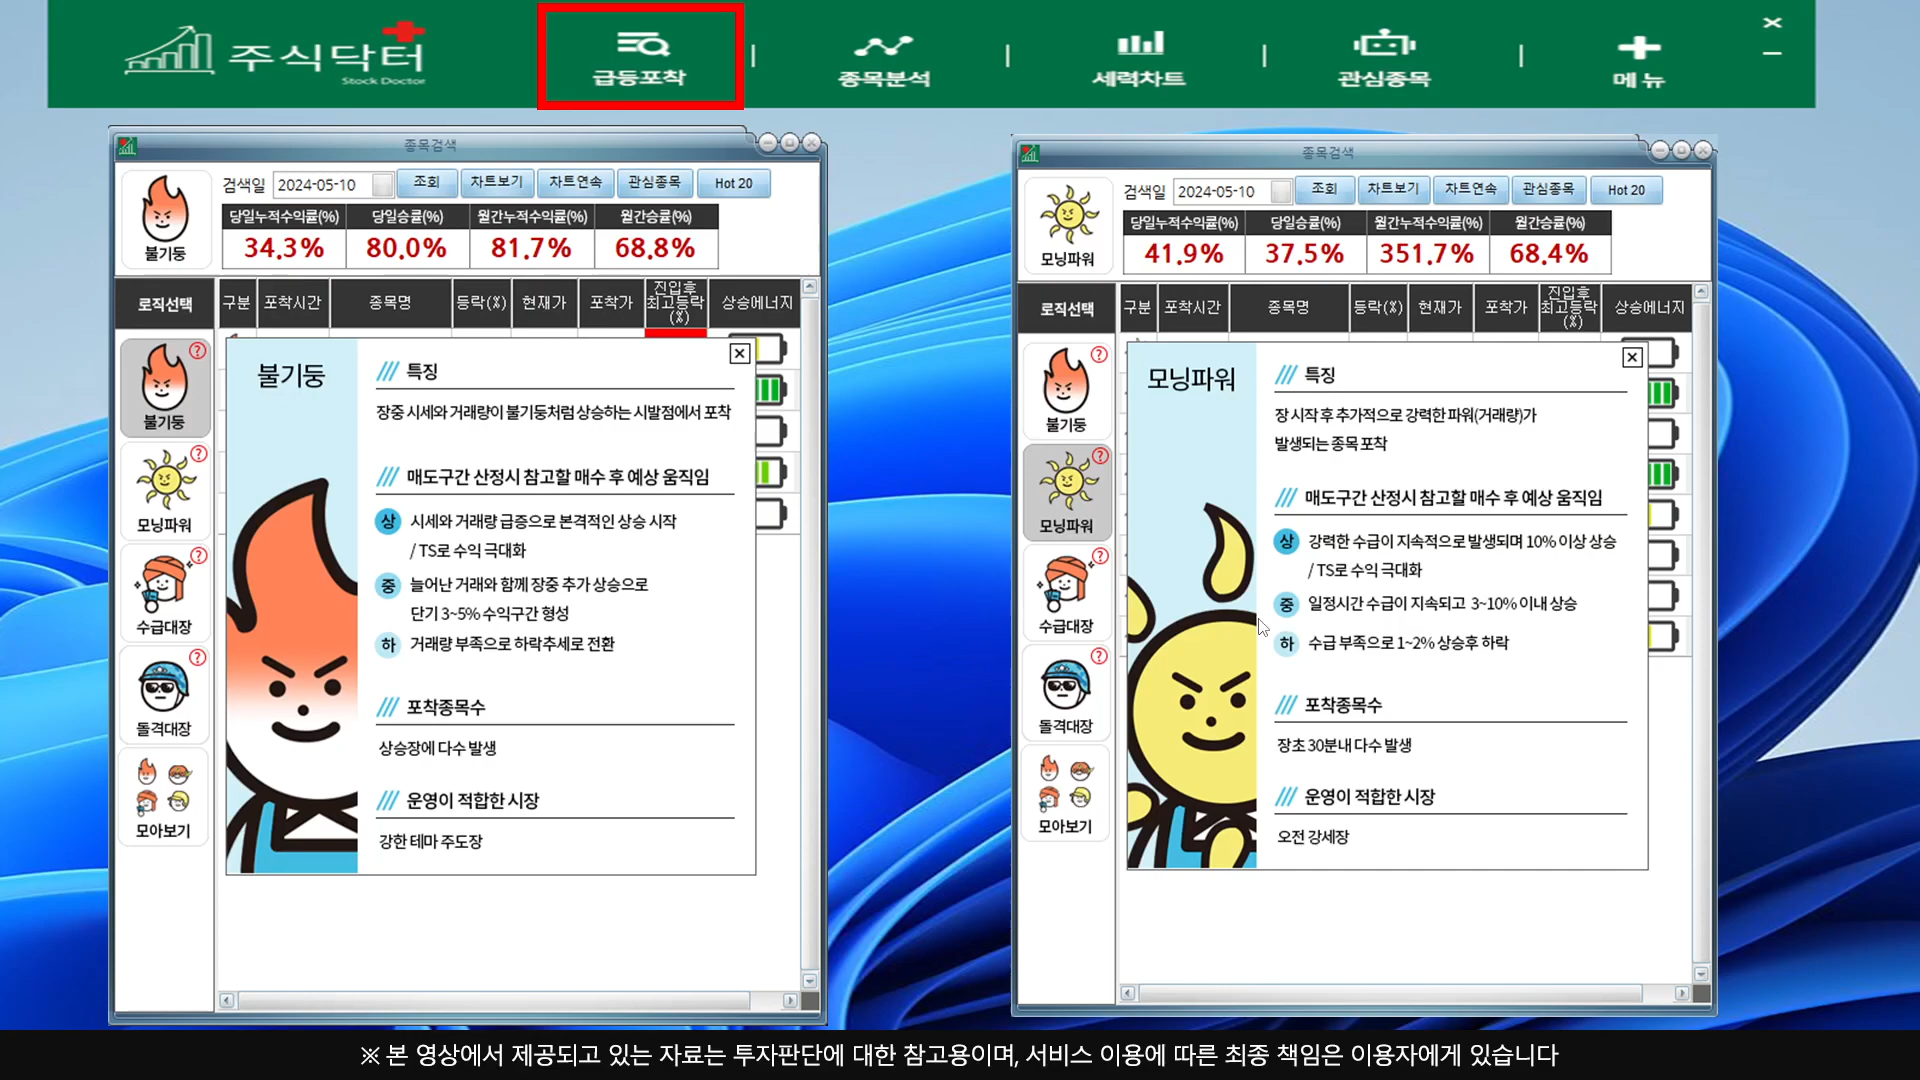 주식닥터
Stock Doctor
급등포착
종목분석
세력차트
관심종목
메뉴
종목검색
불기둥
검색일 2024-05-10 조회 차트보기 차트연속 관심종목 Hot 20
당일누적수익률(%) 당일승률(%) 월간누적수익률(%) 월간승률(%)
34.3% 80.0% 81.7% 68.8%
로직선택 구분 포착시간 종목명 등락(%) 현재가 포착가 진입후 최고등락 (%) 상승에너지
불기둥
모닝파워
수급대장
돌격대장
모아보기
불기둥
/// 특징
장중 시세와 거래량이 불기둥처럼 상승하는 시발점에서 포착
/// 매도구간 산정시 참고할 매수 후 예상 움직임
상 시세와 거래량 급증으로 본격적인 상승 시작
/ TS로 수익 극대화
중 늘어난 거래와 함께 장중 추가 상승으로
단기 3~5% 수익구간 형성
하 거래량 부족으로 하락추세로 전환
/// 포착종목수
상승장에 다수 발생
/// 운영이 적합한 시장
강한 테마 주도장
종목검색
모닝파워
검색일 2024-05-10 조회 차트보기 차트연속 관심종목 Hot 20
당일누적수익률(%) 당일승률(%) 월간누적수익률(%) 월간승률(%)
41.9% 37.5% 351.7% 68.4%
로직선택 구분 포착시간 종목명 등락(%) 현재가 포착가 진입후 최고등락 (%) 상승에너지
불기둥
모닝파워
수급대장
돌격대장
모아보기
모닝파워
/// 특징
장 시작 후 추가적으로 강력한 파워(거래량)가
발생되는 종목 포착
/// 매도구간 산정시 참고할 매수 후 예상 움직임
상 강력한 수급이 지속적으로 발생되며 10% 이상 상승
/ TS로 수익 극대화
중 일정시간 수급이 지속되고 3~10% 이내 상승
하 수급 부족으로 1~2% 상승후 하락
/// 포착종목수
장초 30분내 다수 발생
/// 운영이 적합한 시장
오전 강세장
※ 본 영상에서 제공되고 있는 자료는 투자판단에 대한 참고용이며, 서비스 이용에 따른 최종 책임은 이용자에게 있습니다